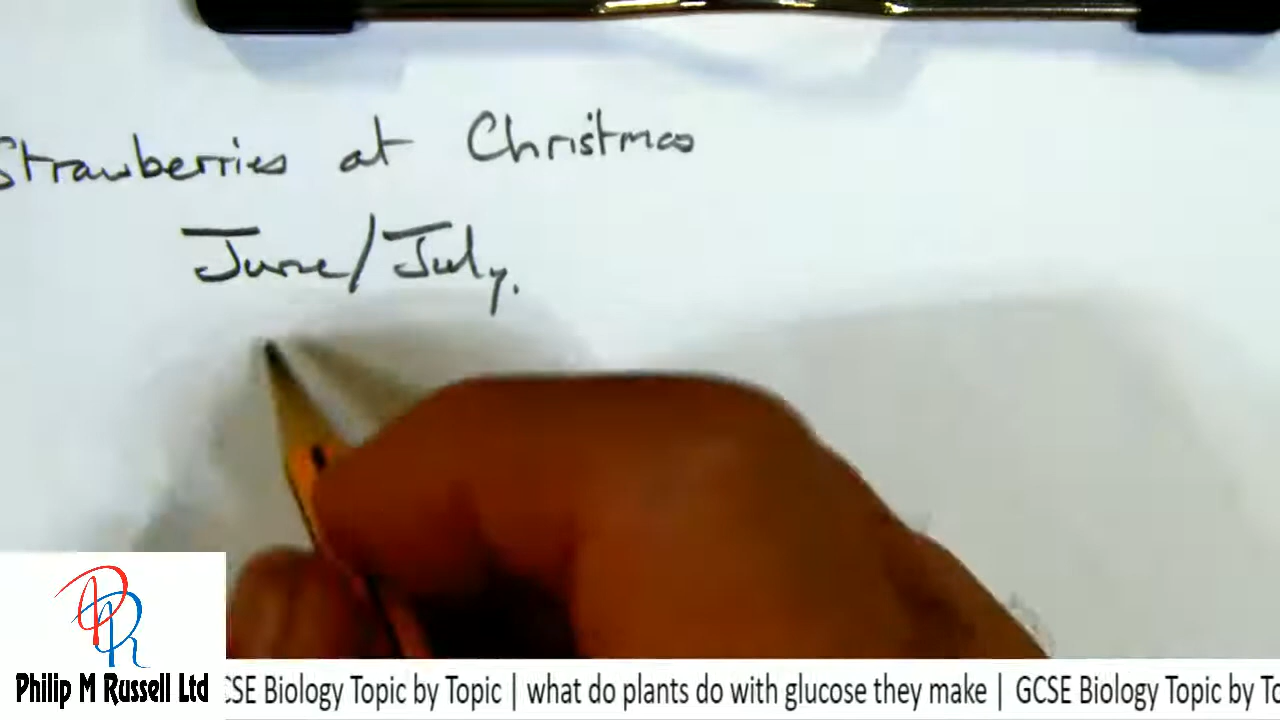 Strawberries at Christmas
June/July.
Philip M Russell Ltd
CSE Biology Topic by Topic | what do plants do with glucose they make | GCSE Biology Topic by To